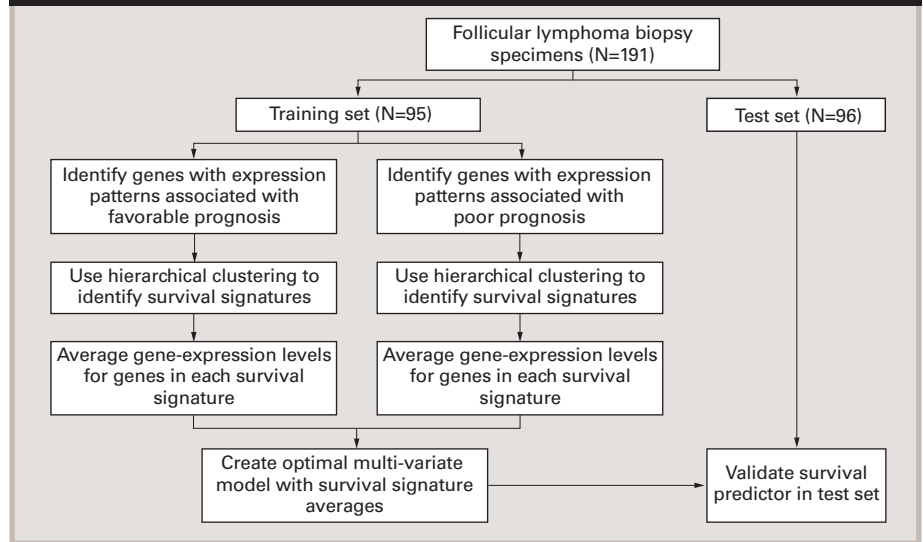 Follicular lymphoma biopsy
specimens (N=191)
Training set (N=95)
Test set (N=96)
Identify genes with expression
patterns associated with
favorable prognosis
Identify genes with expression
patterns associated with
poor prognosis
Use hierarchical clustering to
identify survival signatures
Use hierarchical clustering to
identify survival signatures
Average gene-expression levels
for genes in each survival
signature
Average gene-expression levels
for genes in each survival
signature
Create optimal multi-variate
model with survival signature
averages
Validate survival
predictor in test set